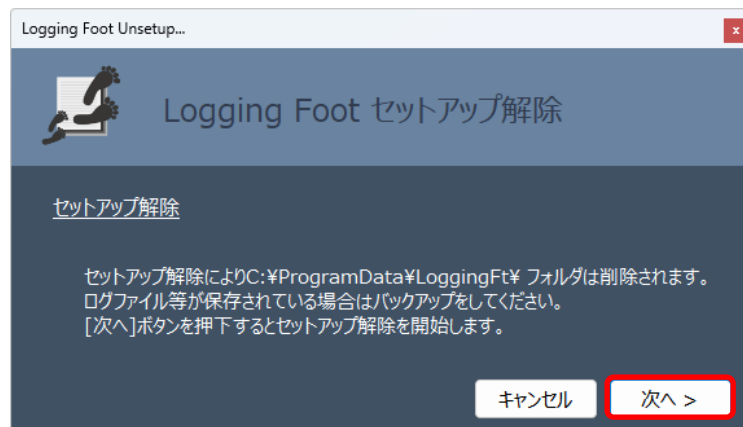 Logging Foot Unsetup...
x
Logging Foot セットアップ解除
セットアップ解除
セットアップ解除によりC:¥ProgramData¥LoggingFt¥ フォルダは削除されます。
ログファイル等が保存されている場合はバックアップをしてください。
[次へ]ボタンを押下するとセットアップ解除を開始します。
キャンセル
次へ >